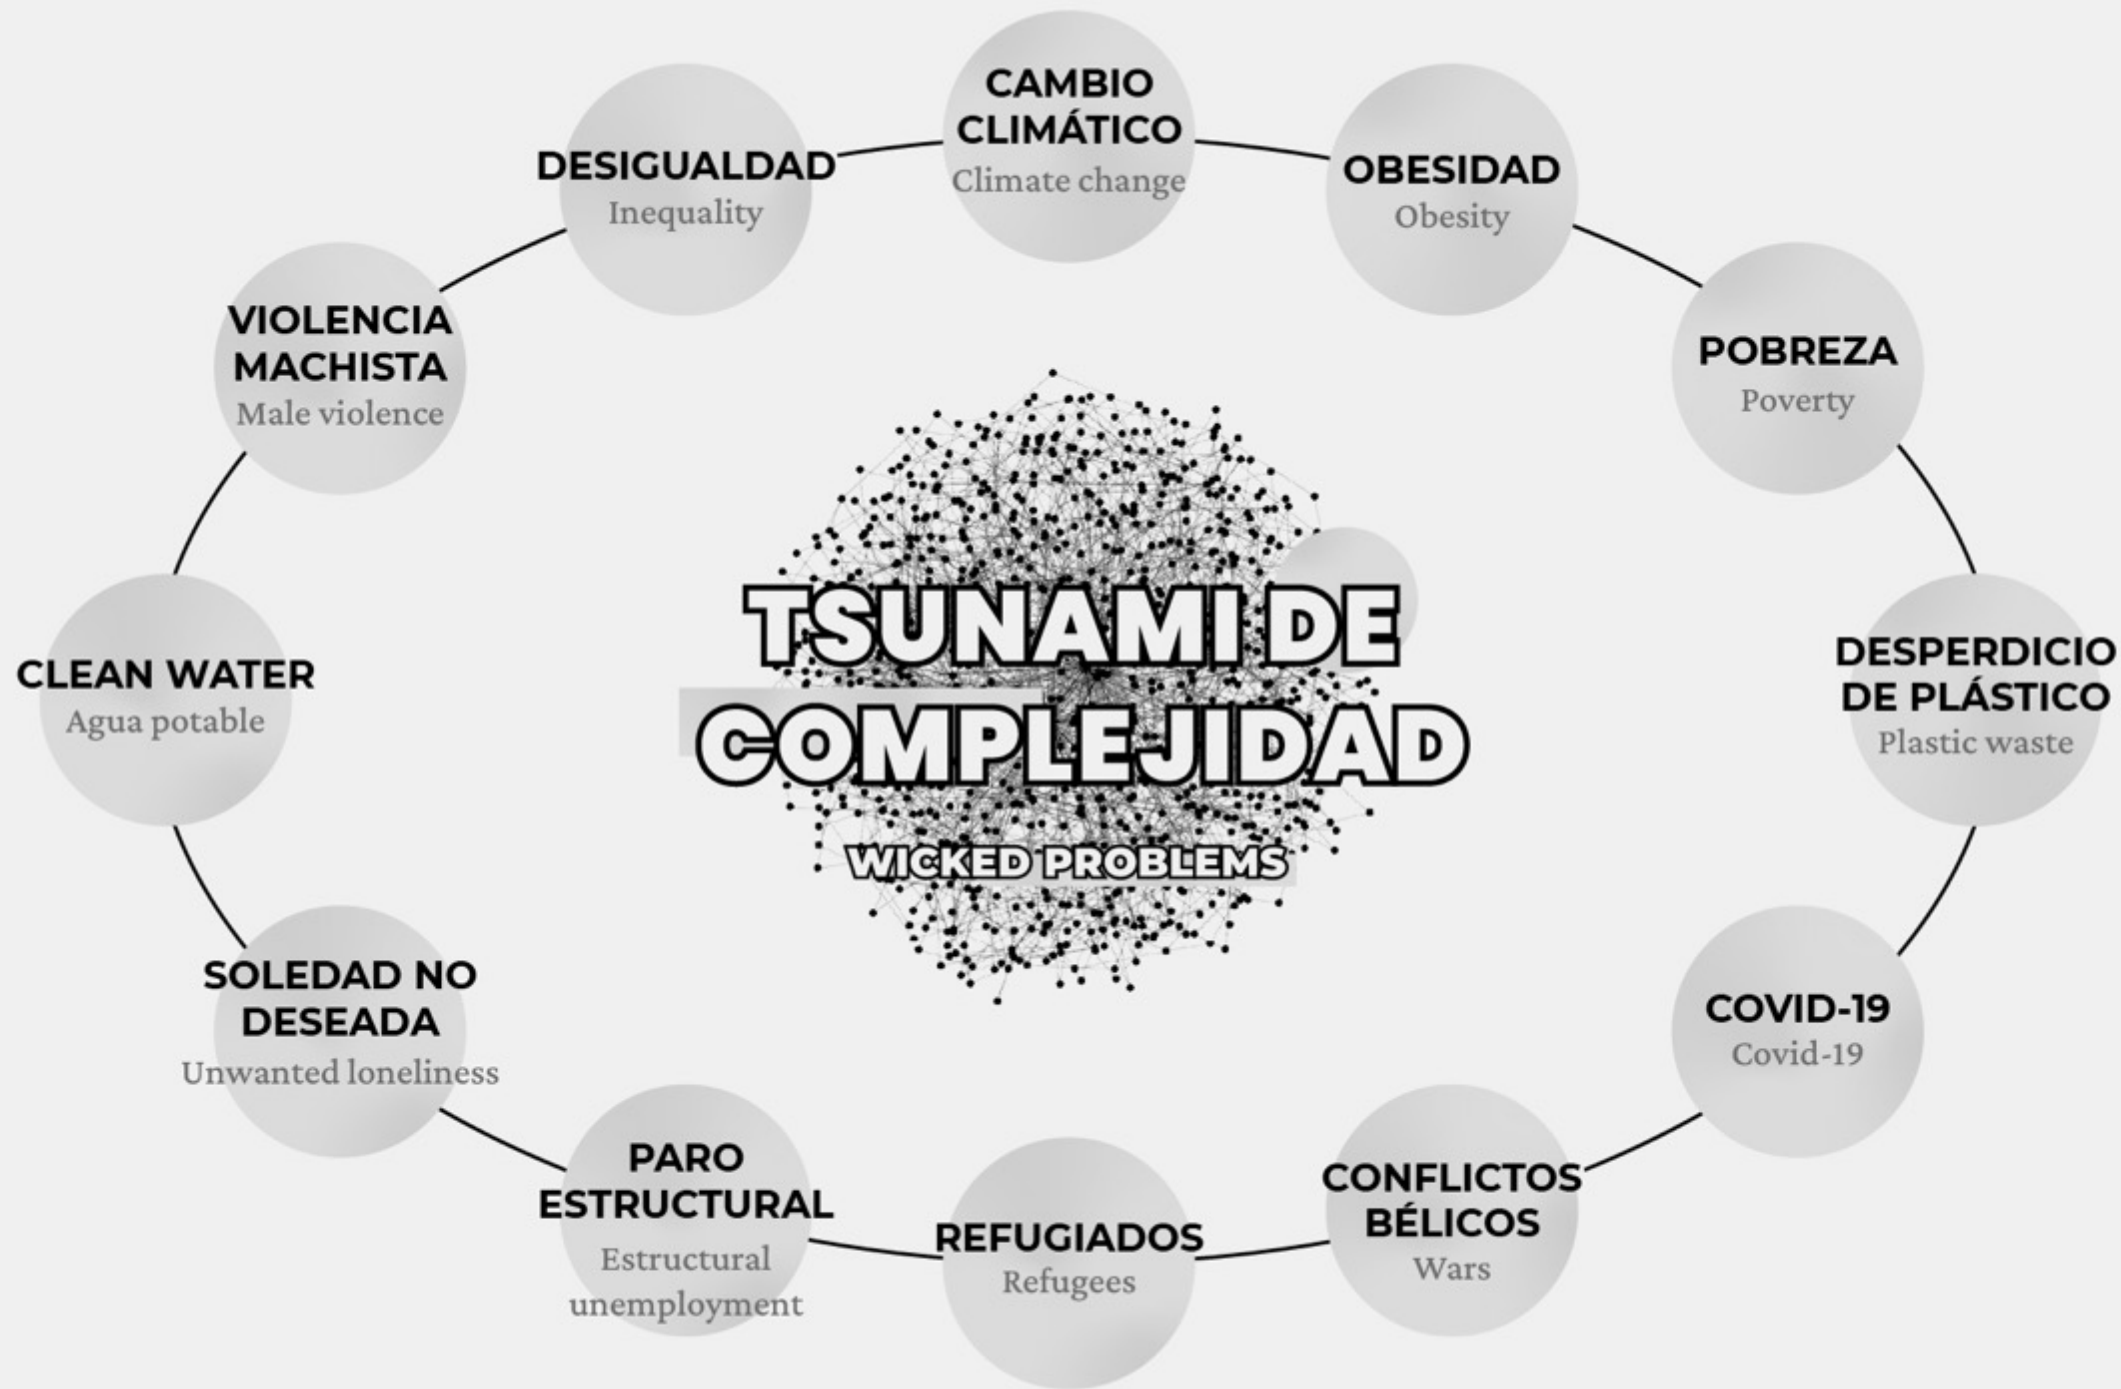 CAMBIO
CLIMÁTICO
Climate change
OBESIDAD
Obesity
POBREZA
Poverty
DESPERDICIO
DE PLÁSTICO
Plastic waste
COVID-19
Covid-19
CONFLICTOS
BÉLICOS
Wars
REFUGIADOS
Refugees
PARO
ESTRUCTURAL
Estructural
unemployment
SOLEDAD NO
DESEADA
Unwanted loneliness
CLEAN WATER
Agua potable
VIOLENCIA
MACHISTA
Male violence
DESIGUALDAD
Inequality
TSUNAMI DE
COMPLEJIDAD
WICKED PROBLEMS